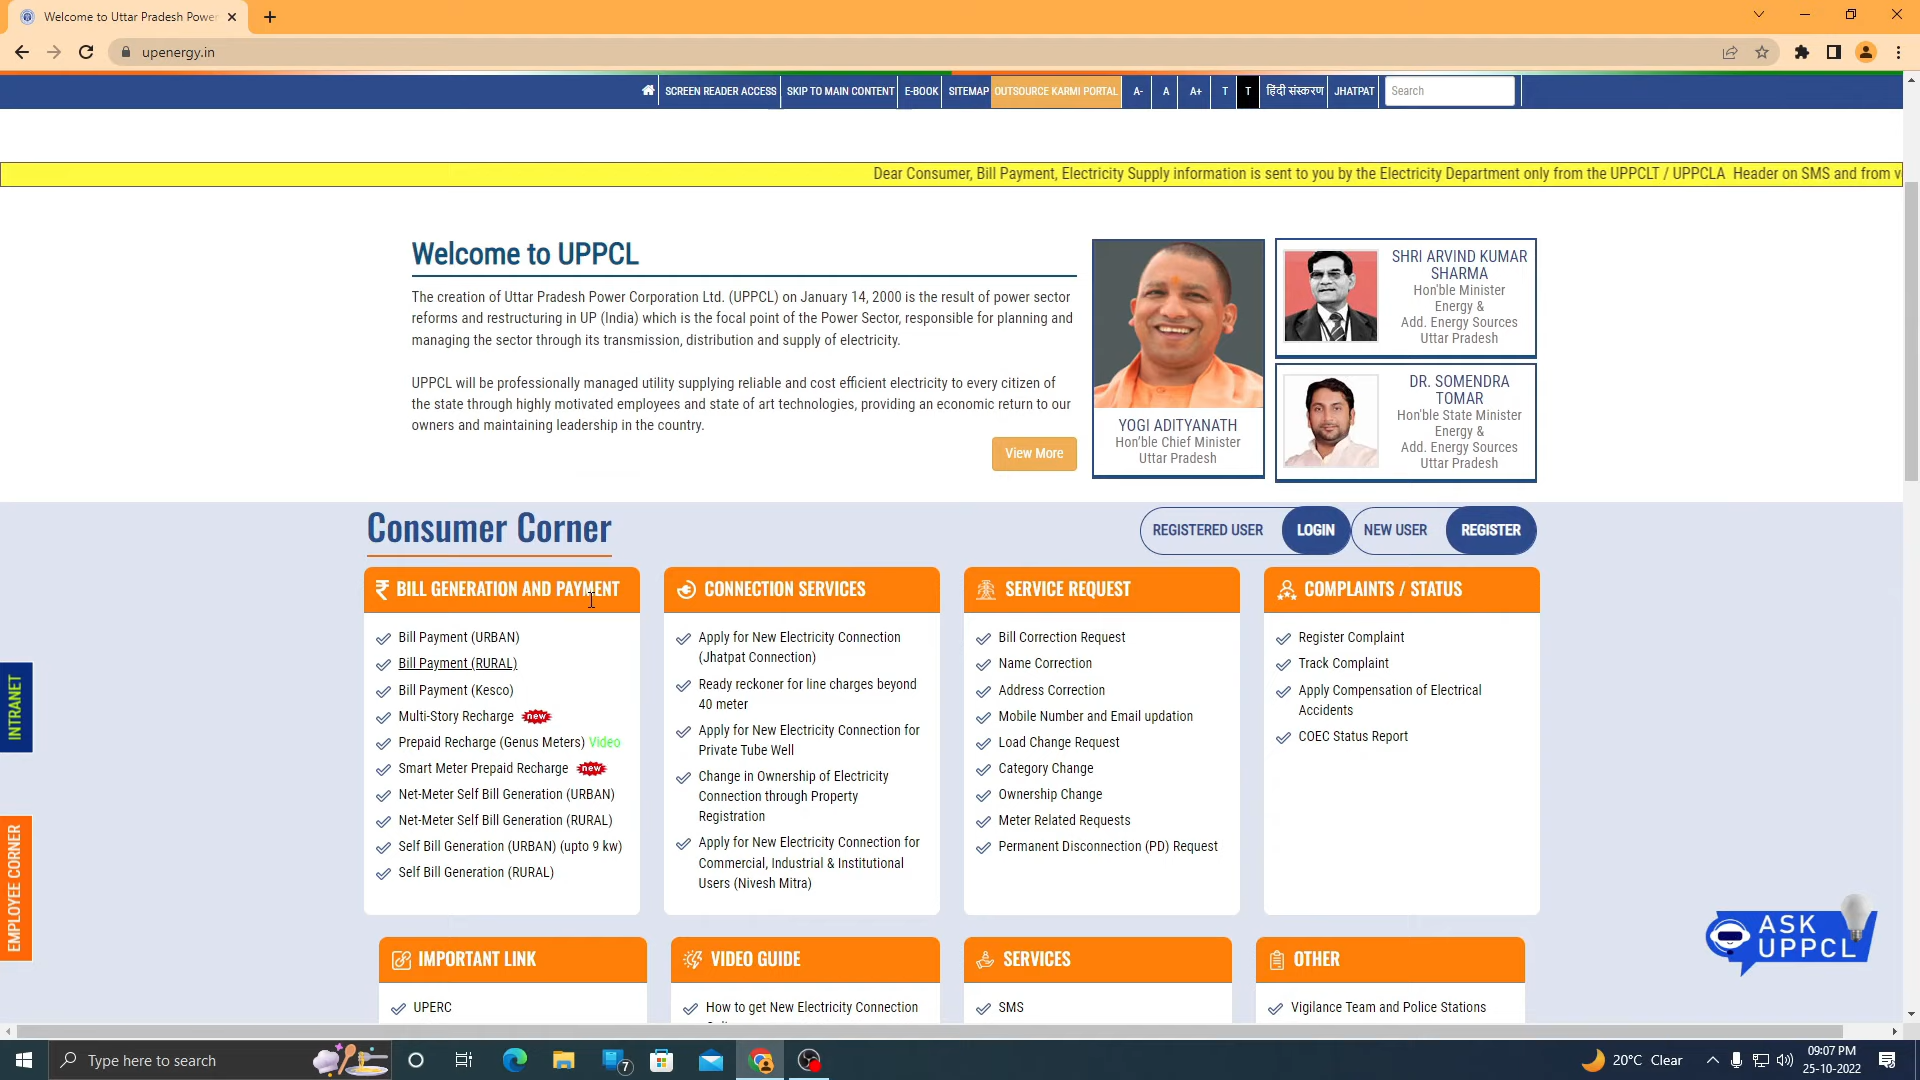 Welcome to Uttar Pradesh Power
upenergy.in
SCREEN READER ACCESS
SKIP TO MAIN CONTENT
E-BOOK
SITEMAP
OUTSOURCE KARMI PORTAL
A-
A
A+
T
T
हिंदी संस्करण
JHATPAT
Search
Dear Consumer, Bill Payment, Electricity Supply information is sent to you by the Electricity Department only from the UPPCLT / UPPCLA Header on SMS and from v
Welcome to UPPCL
The creation of Uttar Pradesh Power Corporation Ltd. (UPPCL) on January 14, 2000 is the result of power sector
reforms and restructuring in UP (India) which is the focal point of the Power Sector, responsible for planning and
managing the sector through its transmission, distribution and supply of electricity.
UPPCL will be professionally managed utility supplying reliable and cost efficient electricity to every citizen of
the state through highly motivated employees and state of art technologies, providing an economic return to our
owners and maintaining leadership in the country.
View More
YOGI ADITYANATH
Hon'ble Chief Minister
Uttar Pradesh
SHRI ARVIND KUMAR
SHARMA
Hon'ble Minister
Energy &
Add. Energy Sources
Uttar Pradesh
DR. SOMENDRA
TOMAR
Hon'ble State Minister
Energy &
Add. Energy Sources
Uttar Pradesh
Consumer Corner
REGISTERED USER
LOGIN
NEW USER
REGISTER
BILL GENERATION AND PAYMENT
Bill Payment (URBAN)
Bill Payment (RURAL)
Bill Payment (Kesco)
Multi-Story Recharge new
Prepaid Recharge (Genus Meters) Video
Smart Meter Prepaid Recharge new
Net-Meter Self Bill Generation (URBAN)
Net-Meter Self Bill Generation (RURAL)
Self Bill Generation (URBAN) (upto 9 kw)
Self Bill Generation (RURAL)
CONNECTION SERVICES
Apply for New Electricity Connection
(Jhatpat Connection)
Ready reckoner for line charges beyond
40 meter
Apply for New Electricity Connection for
Private Tube Well
Change in Ownership of Electricity
Connection through Property
Registration
Apply for New Electricity Connection for
Commercial, Industrial & Institutional
Users (Nivesh Mitra)
SERVICE REQUEST
Bill Correction Request
Name Correction
Address Correction
Mobile Number and Email updation
Load Change Request
Category Change
Ownership Change
Meter Related Requests
Permanent Disconnection (PD) Request
COMPLAINTS / STATUS
Register Complaint
Track Complaint
Apply Compensation of Electrical
Accidents
COEC Status Report
INTRANET
EMPLOYEE CORNER
ASK
UPPCL
IMPORTANT LINK
UPERC
VIDEO GUIDE
How to get New Electricity Connection
SERVICES
SMS
OTHER
Vigilance Team and Police Stations
Type here to search
7
20°C Clear
09:07 PM
25-10-2022